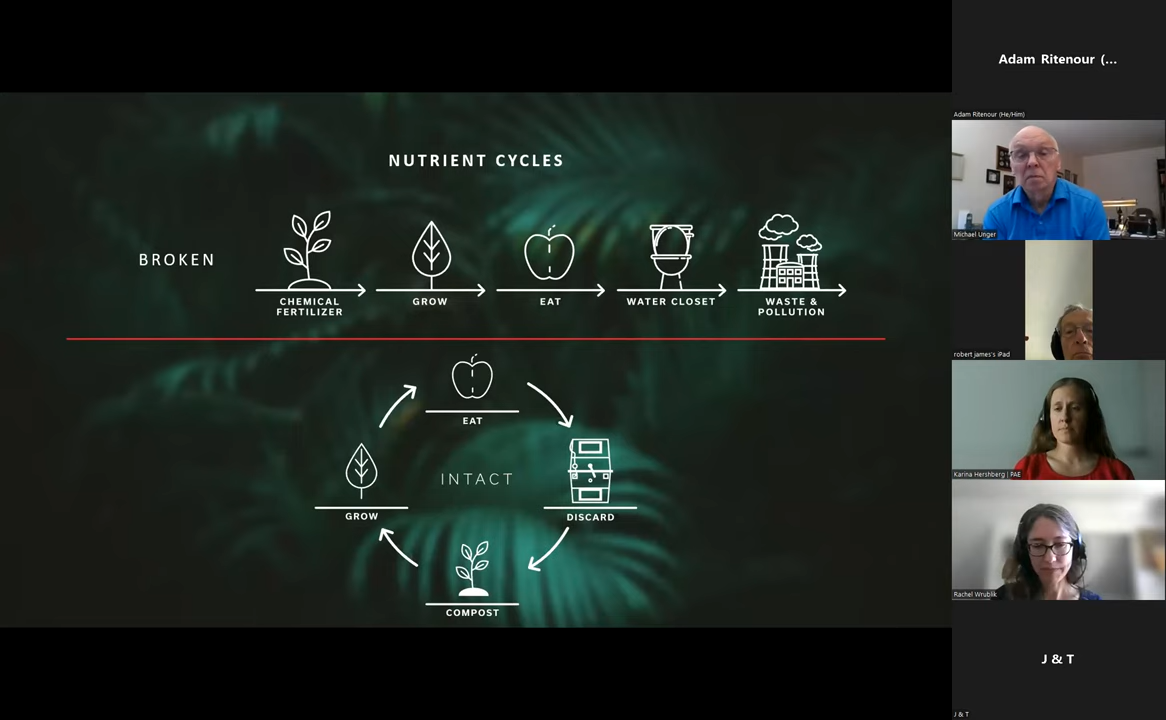 NUTRIENT CYCLES
BROKEN
CHEMICAL
FERTILIZER
GROW
EAT
WATER CLOSET
WASTE &
POLLUTION
EAT
INTACT
GROW
DISCARD
COMPOST
Adam Ritenour (...
Adam Ritenour (He/Him)
Michael Unger
robert james's iPad
Karina Hershberg | PAE
Rachel Wrublik
J & T
J & T